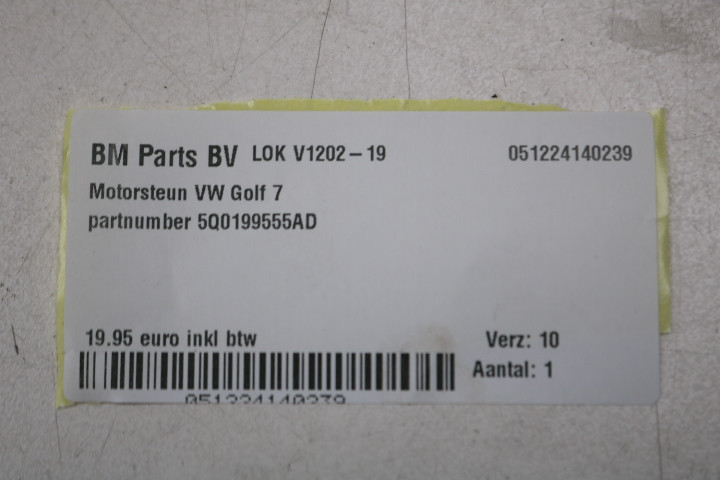 BM Parts BV LOK V1202-19 051224140239
Motorsteun VW Golf 7
partnumber 5Q0199555AD
19.95 euro inkl btw Verz: 10
Aantal: 1
051224140239